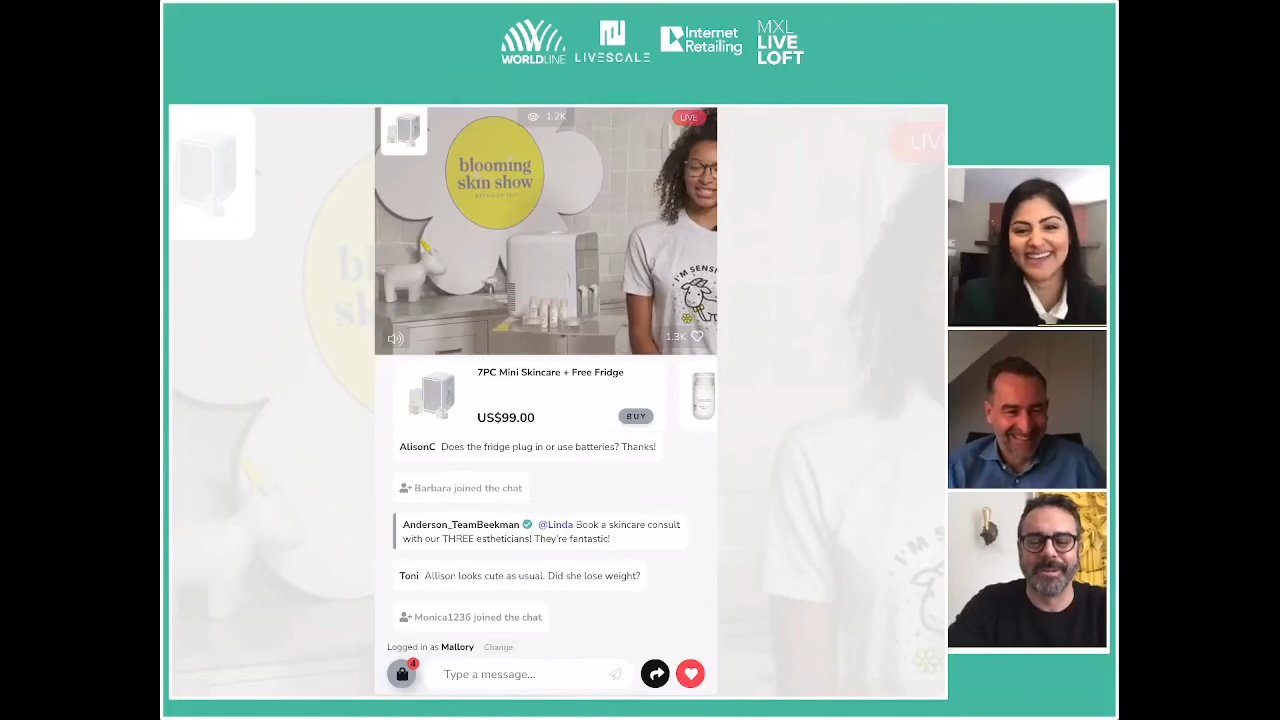 WORLDLINE
LIVESCALE
Internet
Retailing
MXL
LIVE
LOFT
1.2K
LIVE
LIV
blooming
skin show
I'M SENSI
1.3K
7PC Mini Skincare + Free Fridge
US$99.00
BUY
AlisonC Does the fridge plug in or use batteries? Thanks!
Barbara joined the chat
Anderson_TeamBeekman @Linda Book a skincare consult
with our THREE estheticians! They're fantastic!
Toni Allison looks cute as usual. Did she lose weight?
Monica1236 joined the chat
Logged in as Mallory Change
4
Type a message...